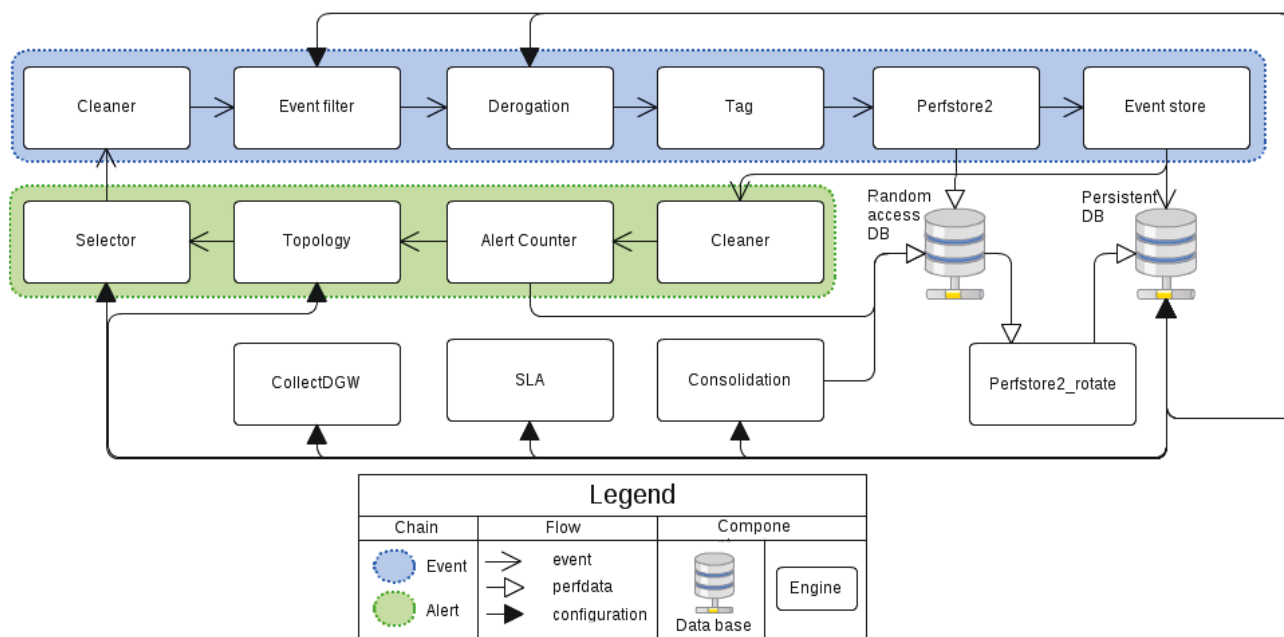 Cleaner
Event filter
Derogation
Tag
Perfstore2
Event store
Random
access
DB
Persistent
DB
Selector
Topology
Alert Counter
Cleaner
CollectDGW
SLA
Consolidation
Perfstore2_rotate
Legend
Chain
Flow
Compone
Event
Alert
event
perfdata
configuration
Data base
Engine